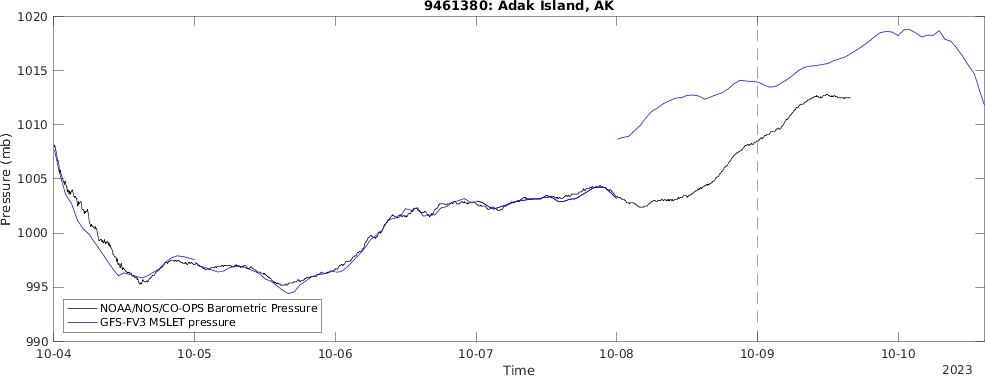 9461380: Adak Island, AK
1020
1015
1010
1005
1000
995
990
Pressure (mb)
NOAA/NOS/CO-OPS Barometric Pressure
GFS-FV3 MSLET pressure
10-04 10-05 10-06 10-07 10-08 10-09 10-10
Time
2023